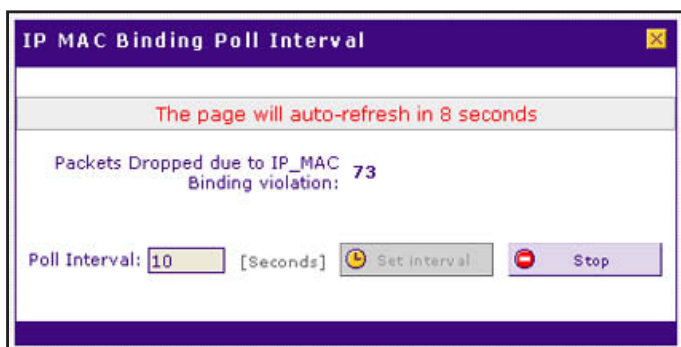 IP MAC Binding Poll Interval
The page will auto-refresh in 8 seconds
Packets Dropped due to IP_MAC
Binding violation: 73
Poll Interval: 10 [Seconds] Set interval Stop